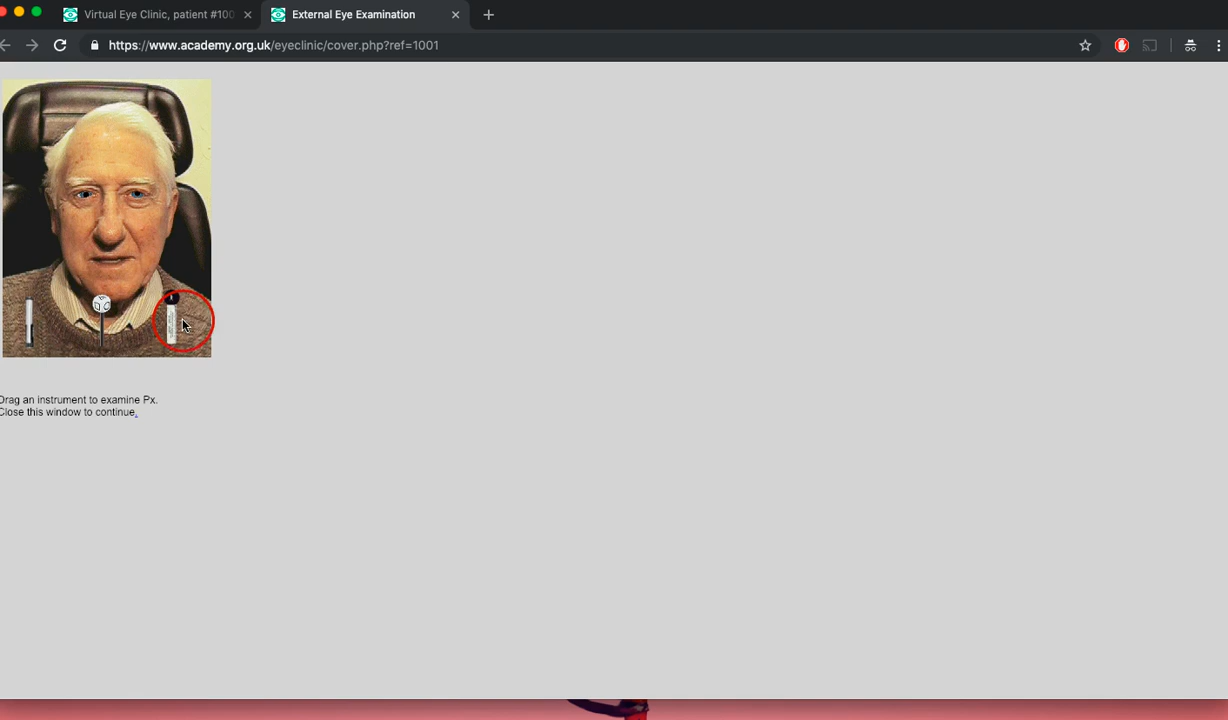 Virtual Eye Clinic, patient #100
External Eye Examination
https://www.academy.org.uk/eyeclinic/cover.php?ref=1001
Drag an instrument to examine Px.
Close this window to continue.